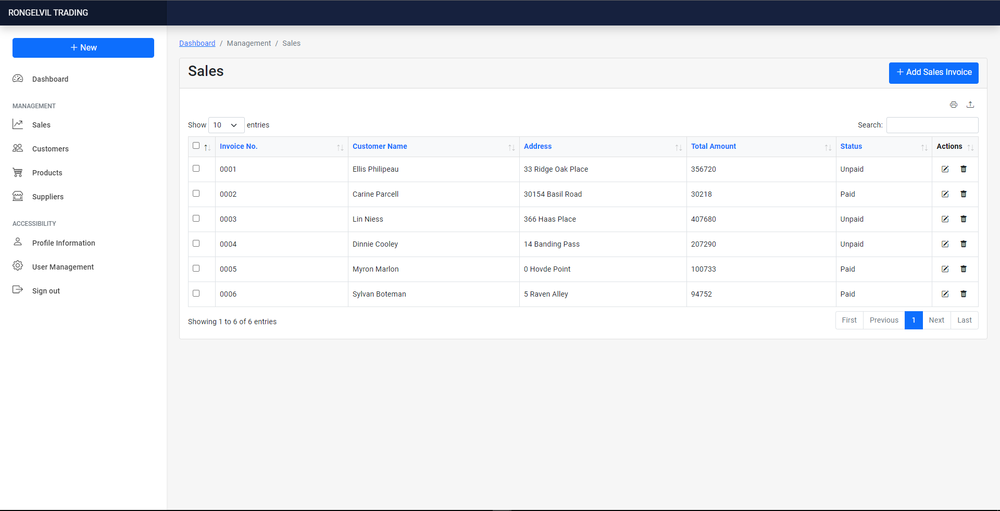 RONGELVIL TRADING
+ New
Dashboard
MANAGEMENT
Sales
Customers
Products
Suppliers
ACCESSIBILITY
Profile Information
User Management
Sign out
Dashboard / Management / Sales
Sales
+ Add Sales Invoice
Show 10 entries
Search:
Invoice No. Customer Name Address Total Amount Status Actions
0001 Ellis Philipeau 33 Ridge Oak Place 356720 Unpaid
0002 Carine Parcell 30154 Basil Road 30218 Paid
0003 Lin Niess 366 Haas Place 407680 Unpaid
0004 Dinnie Cooley 14 Banding Pass 207290 Unpaid
0005 Myron Marlon 0 Hovde Point 100733 Paid
0006 Sylvan Boteman 5 Raven Alley 94752 Paid
Showing 1 to 6 of 6 entries
First Previous 1 Next Last